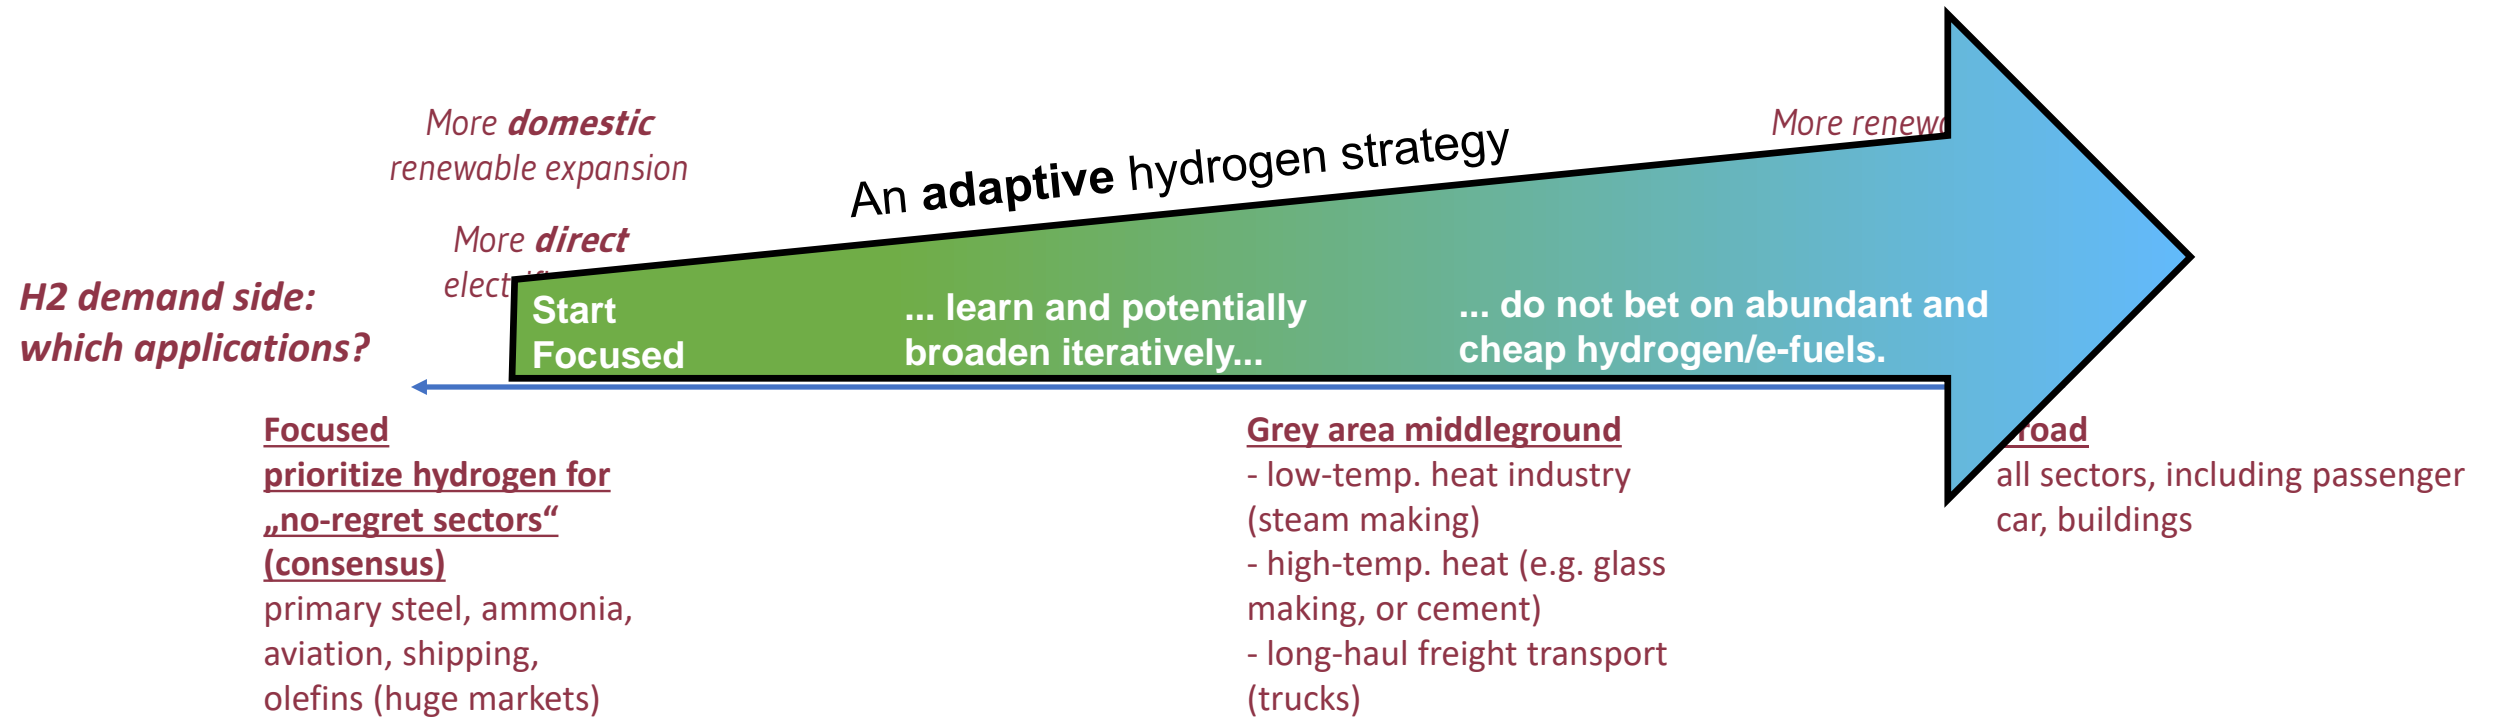 More domestic
renewable expansion
More direct
An adaptive hydrogen strategy
More
H2 demand side:
which applications?
Start
Focused
... learn and potentially
broaden iteratively...
... do not bet on abundant and
cheap hydrogen/e-fuels.
Focused
prioritize hydrogen for
„no-regret sectors“
(consensus)
primary steel, ammonia,
aviation, shipping,
olefins (huge markets)
Grey area middleground
- low-temp. heat industry
(steam making)
- high-temp. heat (e.g. glass
making, or cement)
- long-haul freight transport
(trucks)
all sectors, including passenger
car, buildings